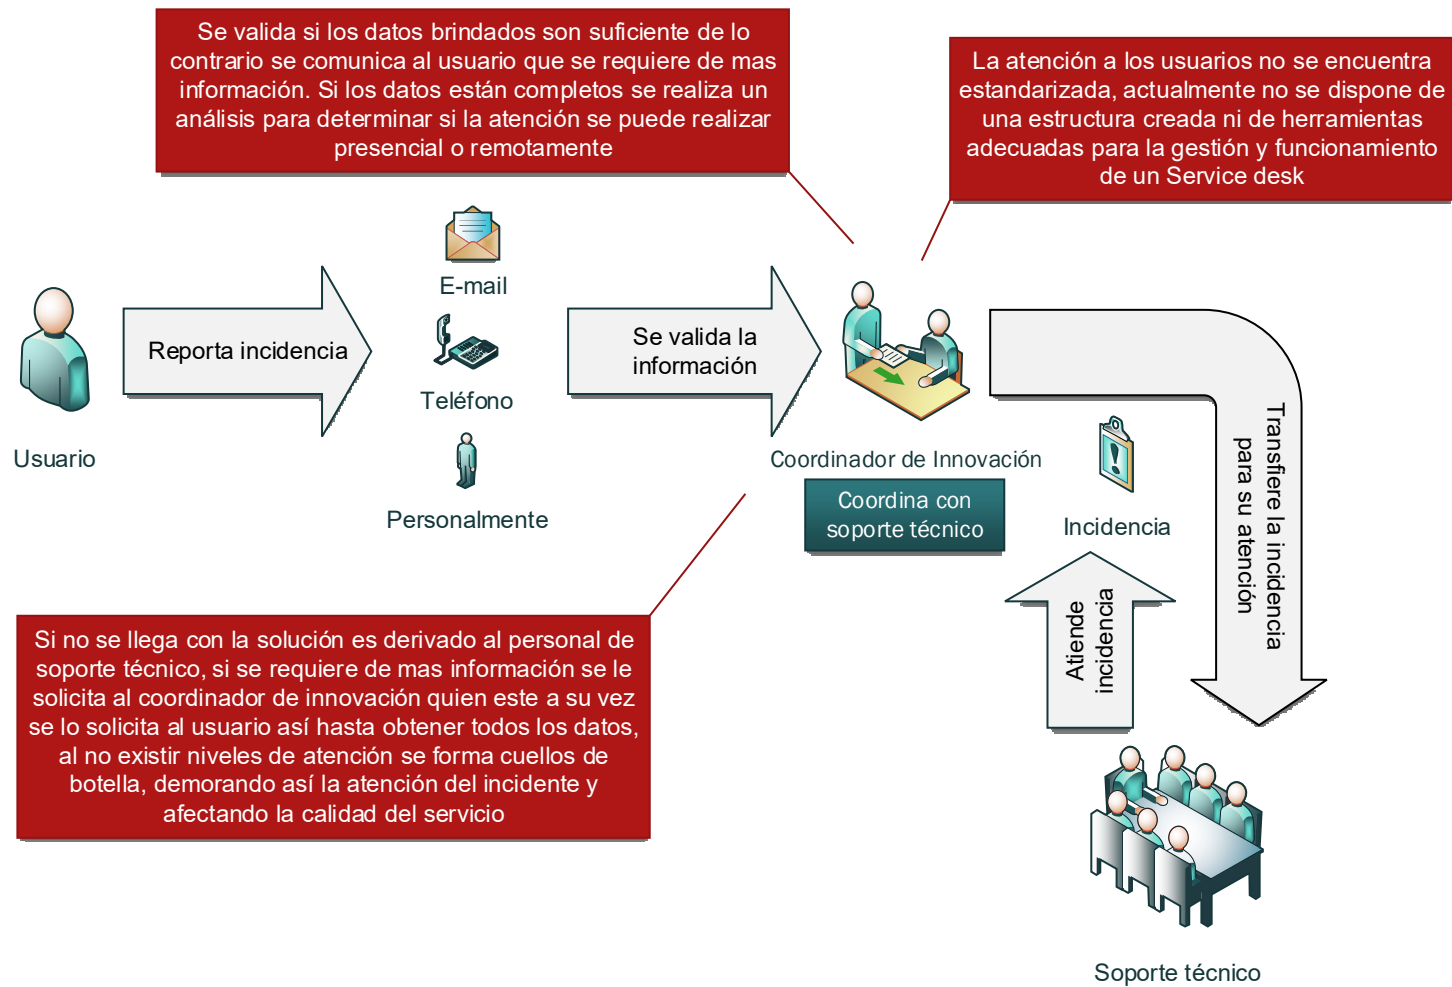 Se valida si los datos brindados son suficiente de lo
contrario se comunica al usuario que se requiere de mas
información. Si los datos están completos se realiza un
análisis para determinar si la atención se puede realizar
presencial o remotamente
La atención a los usuarios no se encuentra
estandarizada, actualmente no se dispone de
una estructura creada ni de herramientas
adecuadas para la gestión y funcionamiento
de un Service desk
Usuario
Reporta incidencia
E-mail
Teléfono
Personalmente
Se valida la
información
Coordinador de Innovación
Coordina con
soporte técnico
Incidencia
Transfiere la incidencia
para su atención
Atiende
incidencia
Si no se llega con la solución es derivado al personal de
soporte técnico, si se requiere de mas información se le
solicita al coordinador de innovación quien este a su vez
se lo solicita al usuario así hasta obtener todos los datos,
al no existir niveles de atención se forma cuellos de
botella, demorando así la atención del incidente y
afectando la calidad del servicio
Soporte técnico